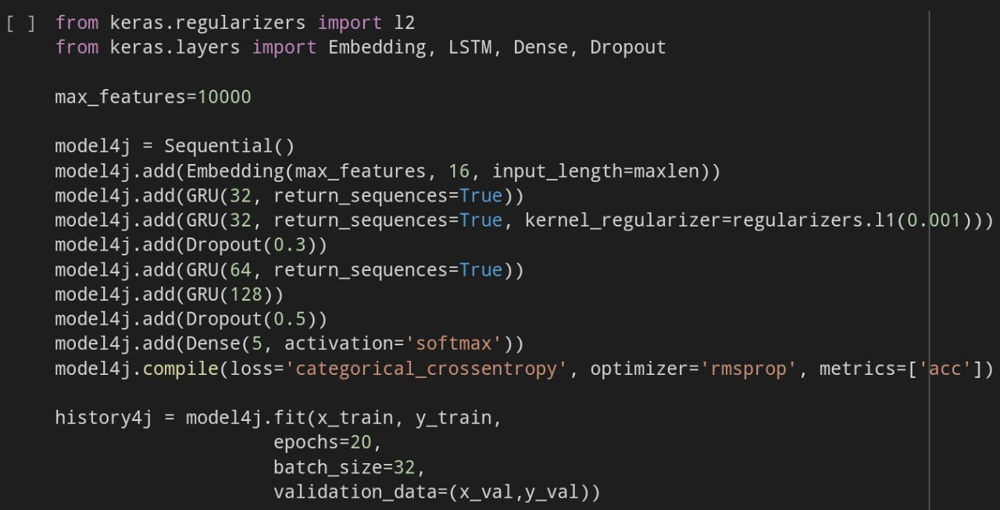 [ ] from keras.regularizers import l2
from keras.layers import Embedding, LSTM, Dense, Dropout
max_features=10000
model4j = Sequential()
model4j.add(Embedding(max_features, 16, input_length=maxlen))
model4j.add(GRU(32, return_sequences=True))
model4j.add(GRU(32, return_sequences=True, kernel_regularizer=regularizers.l1(0.001)))
model4j.add(Dropout(0.3))
model4j.add(GRU(64, return_sequences=True))
model4j.add(GRU(128))
model4j.add(Dropout(0.5))
model4j.add(Dense(5, activation='softmax'))
model4j.compile(loss='categorical_crossentropy', optimizer='rmsprop', metrics=['acc'])
history4j = model4j.fit(x_train, y_train,
epochs=20,
batch_size=32,
validation_data=(x_val,y_val))